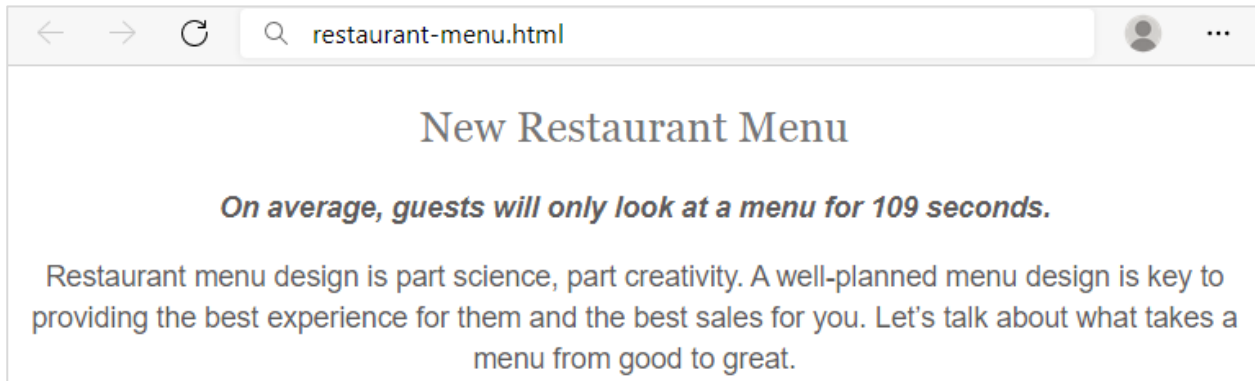 restaurant-menu.html
New Restaurant Menu
On average, guests will only look at a menu for 109 seconds.
Restaurant menu design is part science, part creativity. A well-planned menu design is key to
providing the best experience for them and the best sales for you. Let’s talk about what takes a
menu from good to great.